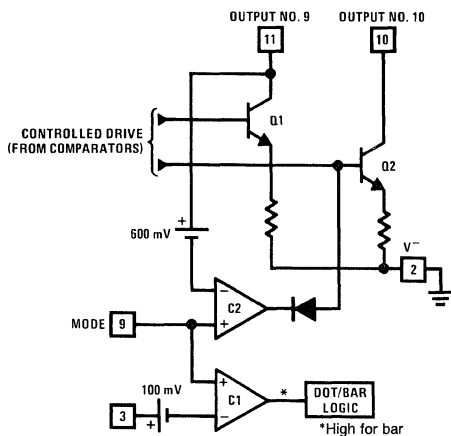 OUTPUT NO. 9
OUTPUT NO. 10
11
10
Q1
CONTROLLED DRIVE
(FROM COMPARATORS)
Q2
+
600 mV
V−
2
−
C2
+
MODE
9
100 mV
+
*
DOT/BAR
LOGIC
C1
3
+
−
*High for bar